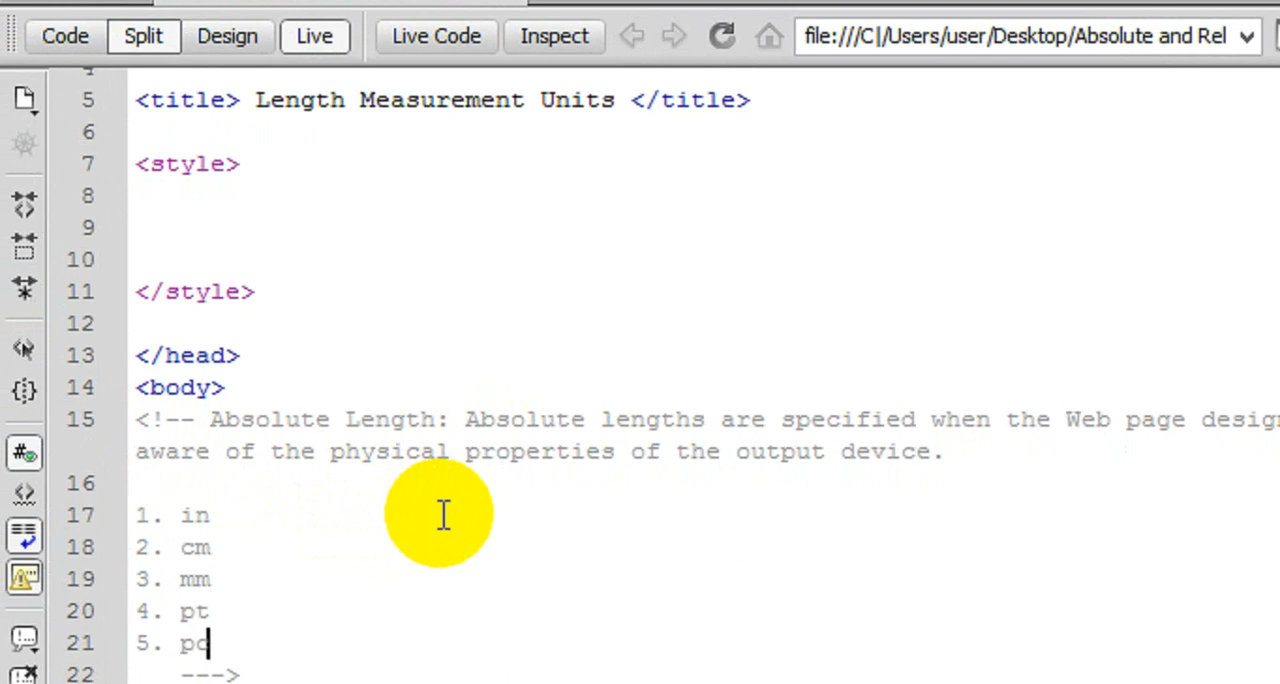 Code Split Design Live Live Code Inspect file:///C|/Users/user/Desktop/Absolute and Rel
4
5 <title> Length Measurement Units </title>
6
7 <style>
8
9
10
11 </style>
12
13 </head>
14 <body>
15 <!-- Absolute Length: Absolute lengths are specified when the Web page desig
aware of the physical properties of the output device.
16
17 1. in
18 2. cm
19 3. mm
20 4. pt
21 5. pc
22 --->